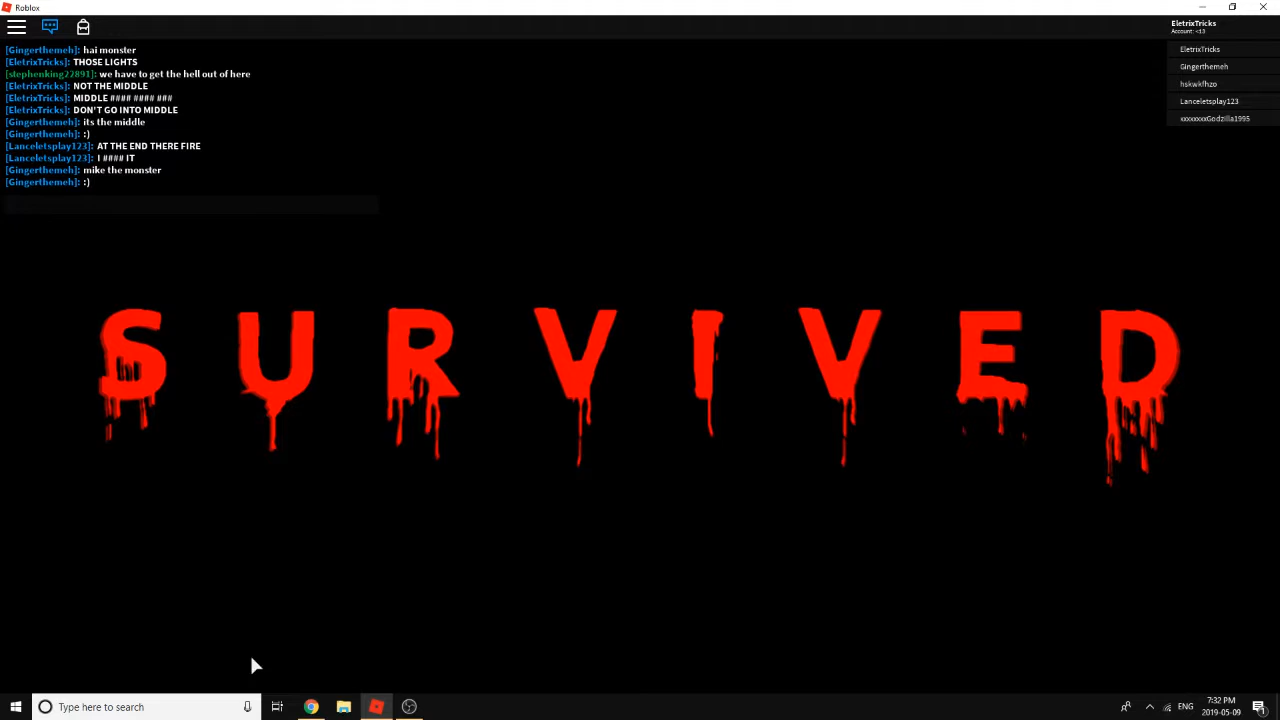 Roblox
EletrixTricks
Account: <13
[Gingerthemeh]: hai monster
[EletrixTricks]: THOSE LIGHTS
[stephenking22891]: we have to get the hell out of here
[EletrixTricks]: NOT THE MIDDLE
[EletrixTricks]: MIDDLE #### #### ###
[EletrixTricks]: DON'T GO INTO MIDDLE
[Gingerthemeh]: its the middle
[Gingerthemeh]: :)
[Lanceletsplay123]: AT THE END THERE FIRE
[Lanceletsplay123]: I #### IT
[Gingerthemeh]: mike the monster
[Gingerthemeh]: :)
EletrixTricks
Gingerthemeh
hskwkfhzo
Lanceletsplay123
xxxxxxxGodzilla1995
SURVIVED
Type here to search
ENG
7:32 PM
2019-05-09
1